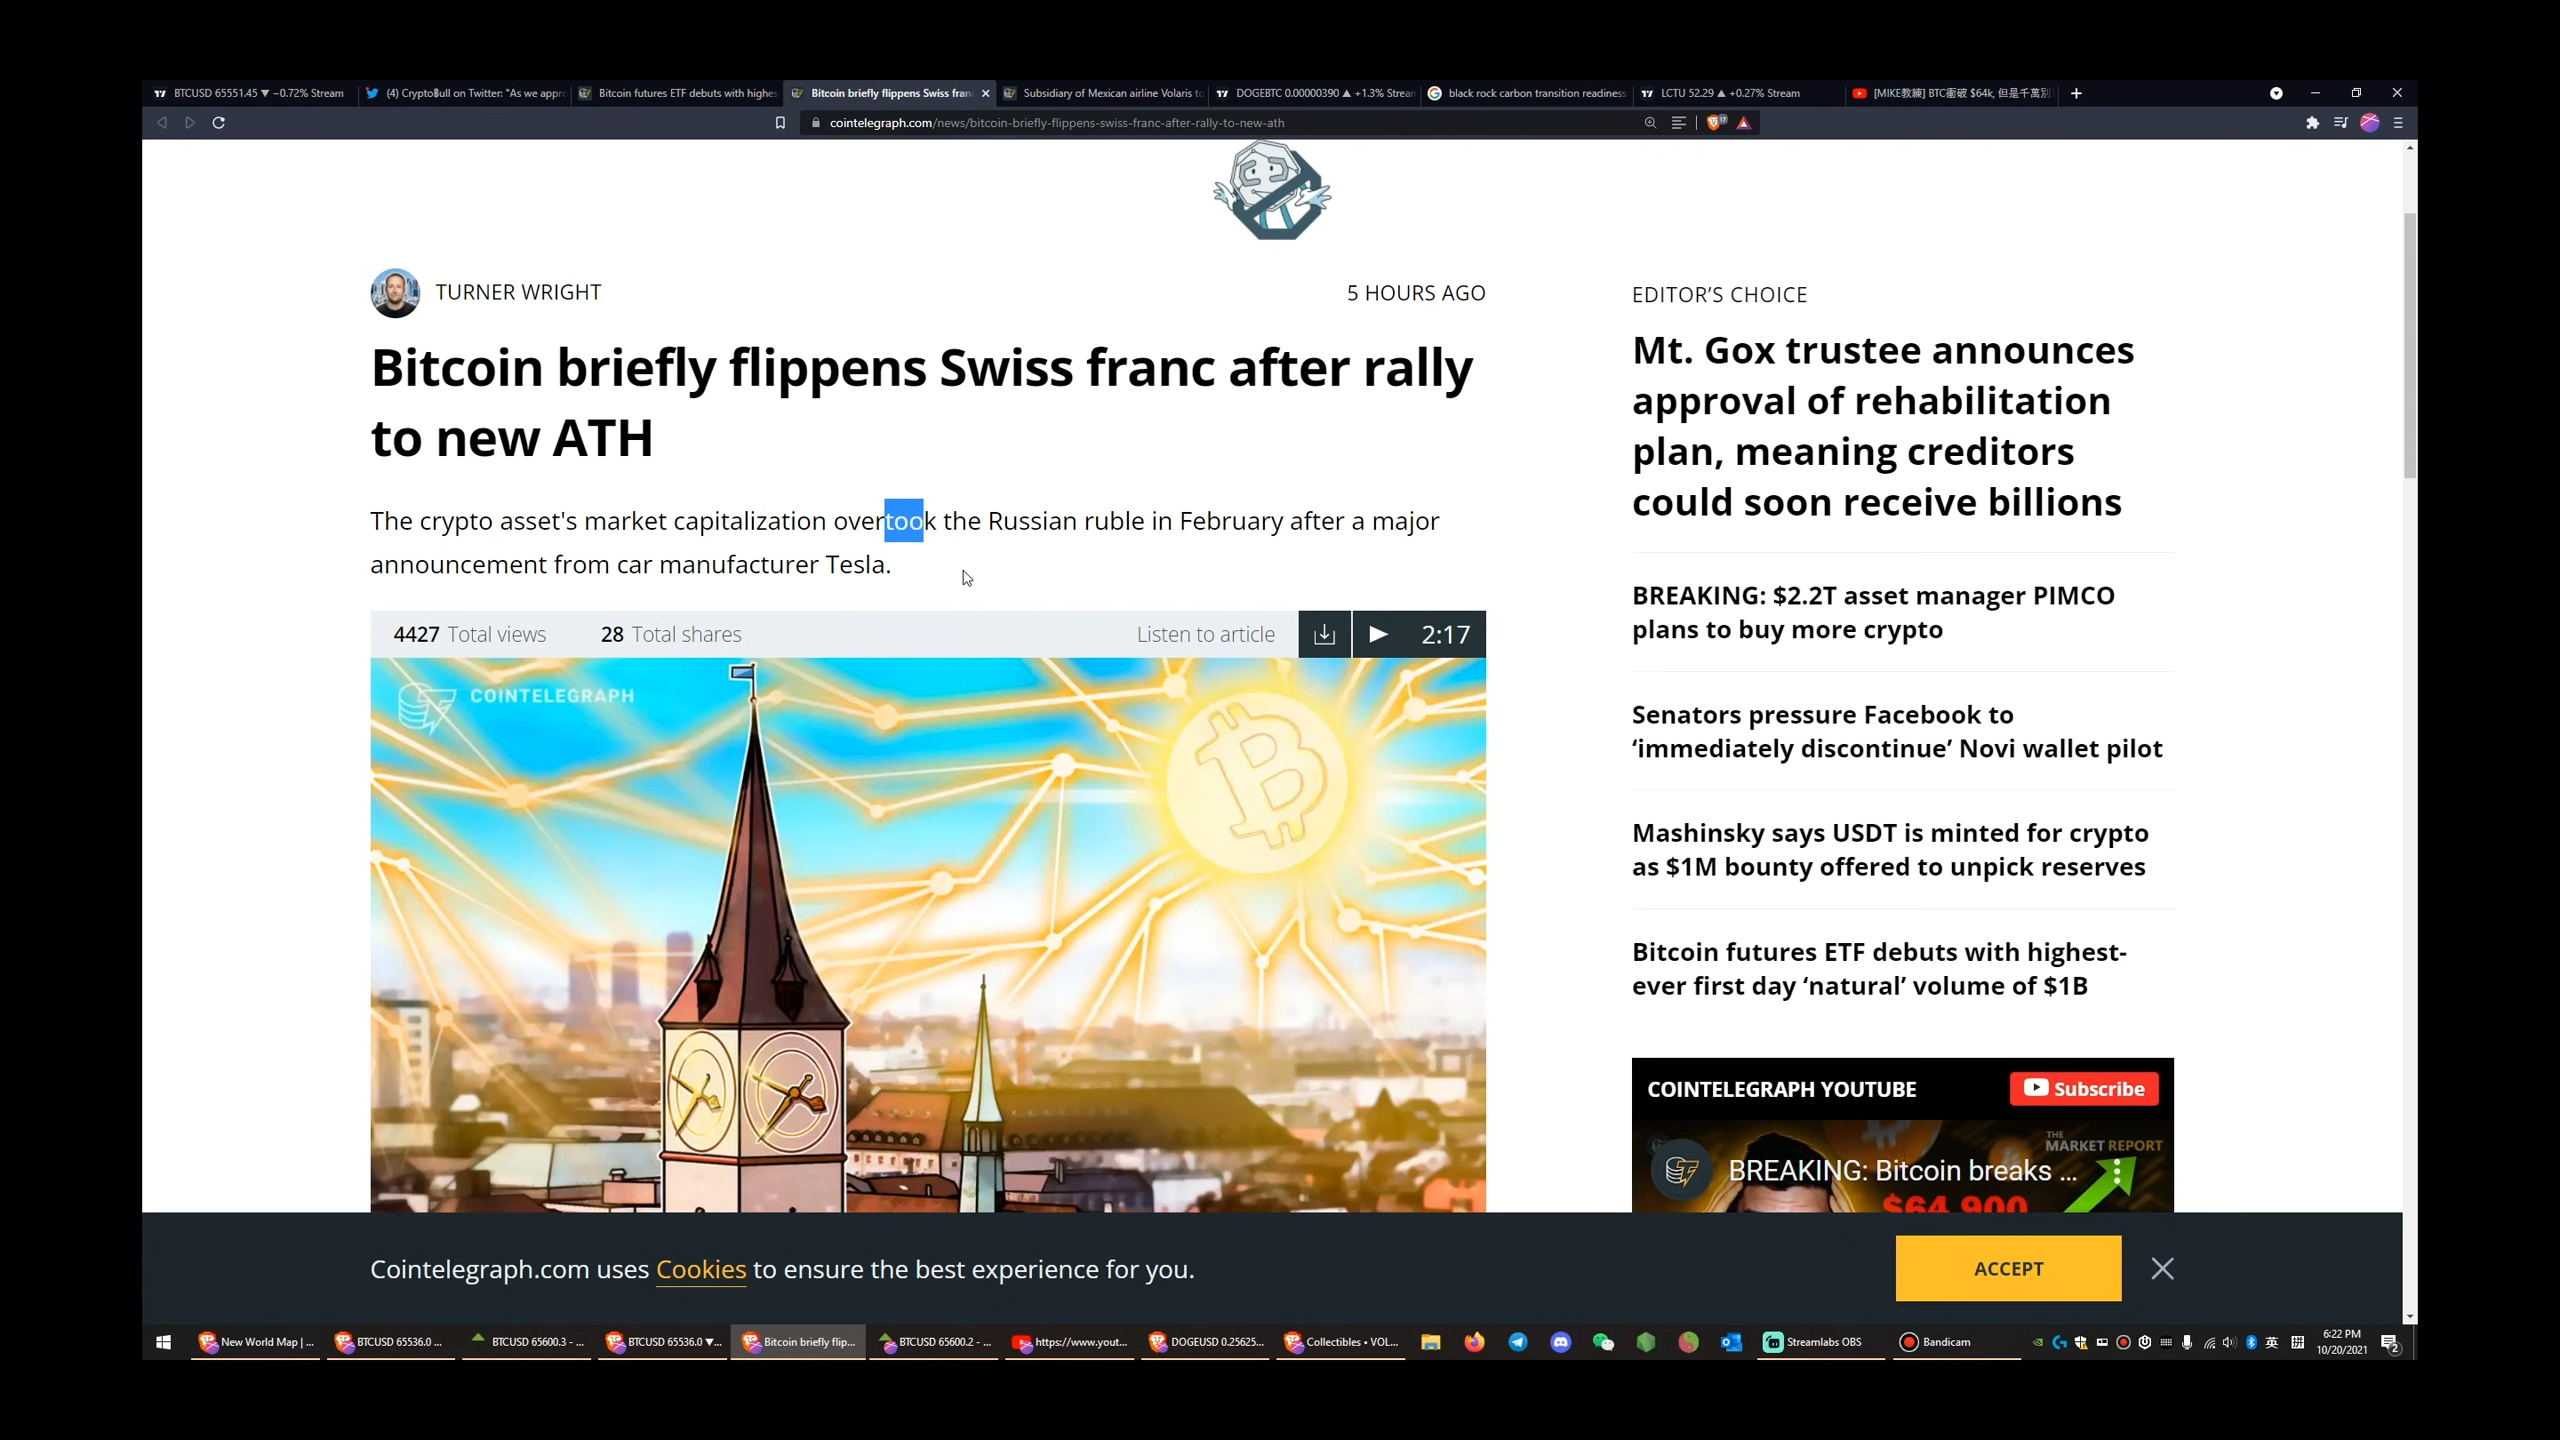 BTCUSD 65551.45 ▼ −0.72% Stream
(4) CryptoBull on Twitter: "As we appr
Bitcoin futures ETF debuts with highes
Bitcoin briefly flippens Swiss fran
Subsidiary of Mexican airline Volaris to
DOGEBTC 0.00000390 ▲ +1.3% Strea
black rock carbon transition readiness
LCTU 52.29 ▲ +0.27% Stream
[MIKE教練] BTC衝破 $64k, 但是千萬別
cointelegraph.com/news/bitcoin-briefly-flippens-swiss-franc-after-rally-to-new-ath
TURNER WRIGHT
5 HOURS AGO
Bitcoin briefly flippens Swiss franc after rally
to new ATH
The crypto asset's market capitalization overtook the Russian ruble in February after a major
announcement from car manufacturer Tesla.
4427 Total views
28 Total shares
Listen to article
2:17
COINTELEGRAPH
EDITOR’S CHOICE
Mt. Gox trustee announces
approval of rehabilitation
plan, meaning creditors
could soon receive billions
BREAKING: $2.2T asset manager PIMCO
plans to buy more crypto
Senators pressure Facebook to
‘immediately discontinue’ Novi wallet pilot
Mashinsky says USDT is minted for crypto
as $1M bounty offered to unpick reserves
Bitcoin futures ETF debuts with highest-
ever first day ‘natural’ volume of $1B
COINTELEGRAPH YOUTUBE
Subscribe
THE
MARKET REPORT
BREAKING: Bitcoin breaks ...
$64,900
Cointelegraph.com uses Cookies to ensure the best experience for you.
ACCEPT
New World Map | ...
BTCUSD 65536.0 ...
BTCUSD 65600.3 - ...
BTCUSD 65536.0 ▼...
Bitcoin briefly flip...
BTCUSD 65600.2 - ...
https://www.yout...
DOGEUSD 0.25625...
Collectibles • VOL...
Streamlabs OBS
Bandicam
英
6:22 PM
10/20/2021
2